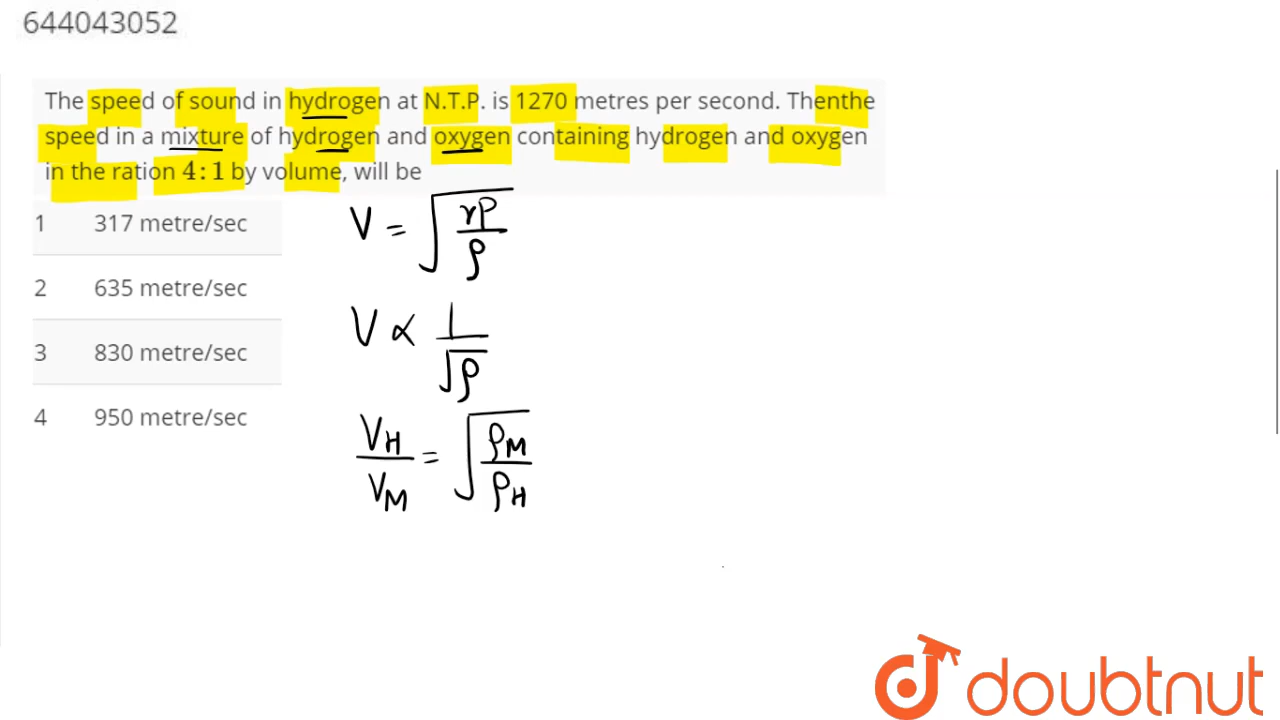 644043052
The speed of sound in hydrogen at N.T.P. is 1270 metres per second. Thenthe
speed in a mixture of hydrogen and oxygen containing hydrogen and oxygen
in the ration 4:1 by volume, will be
1 317 metre/sec
2 635 metre/sec
3 830 metre/sec
4 950 metre/sec
V = √(γP/ρ)
V ∝ 1/√ρ
V_H/V_M = √(ρ_M/ρ_H)
doubtnut